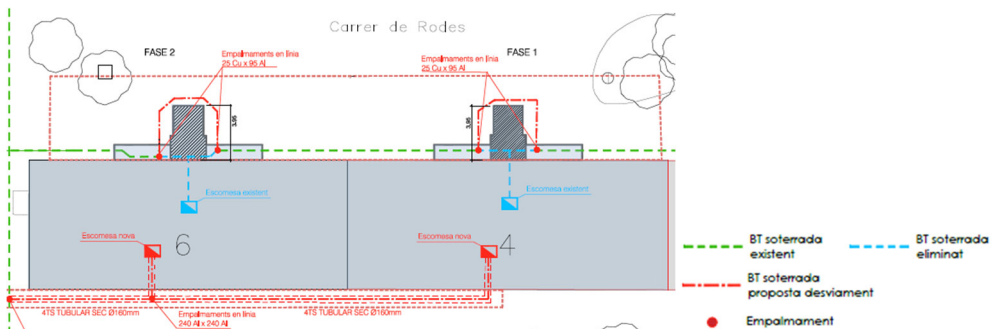 Carrer de Rodes
FASE 2
FASE 1
Empalmaments en línia
25 Cu x 95 Al
Empalmaments en línia
25 Cu x 95 Al
3,95
3,95
Escomesa existent
Escomesa existent
Escomesa nova
6
Escomesa nova
4
4TS TUBULAR SEC Ø160mm
Empalmaments en línia
240 Al x 240 Al
4TS TUBULAR SEC Ø160mm
BT soterrada
existent
BT soterrada
eliminat
BT soterrada
proposta desviament
Empalmament